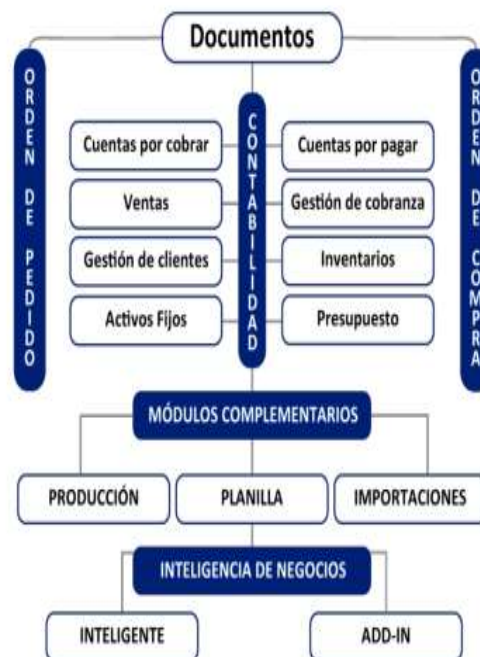 Documentos
ORDEN DE PEDIDO
CONTABILIDAD
ORDEN DE COMPRA
Cuentas por cobrar
Cuentas por pagar
Ventas
Gestión de cobranza
Gestión de clientes
Inventarios
Activos Fijos
Presupuesto
MÓDULOS COMPLEMENTARIOS
PRODUCCIÓN
PLANILLA
IMPORTACIONES
INTELIGENCIA DE NEGOCIOS
INTELIGENTE
ADD-IN